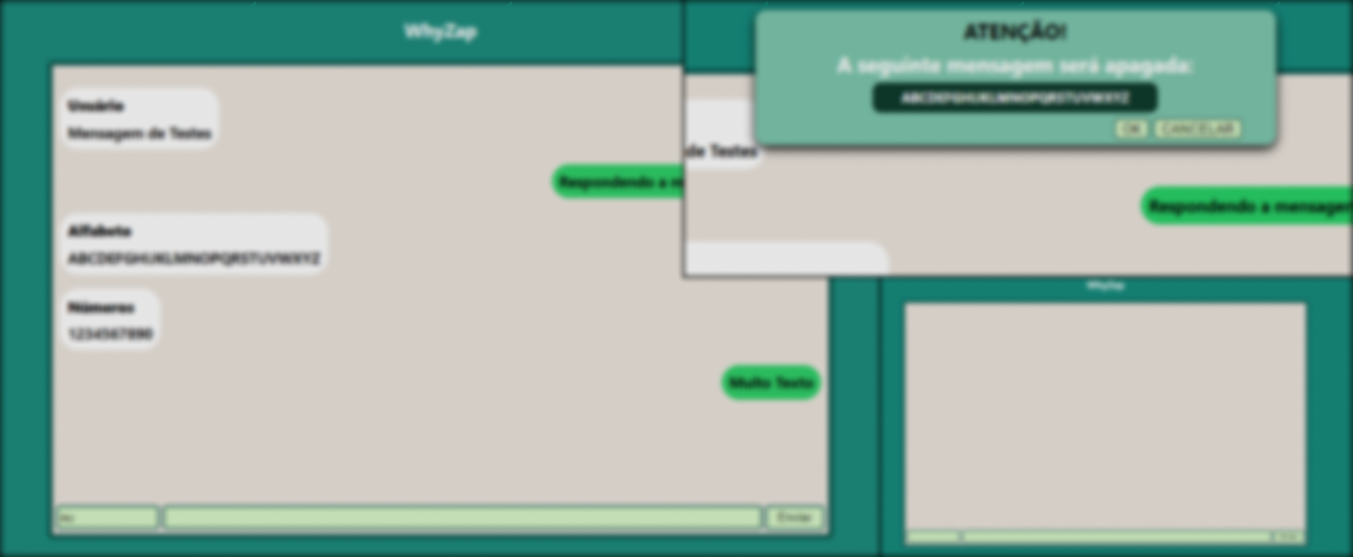 WhyZap
Usuário
Mensagem de Testes
Respondendo a m
Alfabeto
ABCDEFGHIJKLMNOPQRSTUVWXYZ
Números
1234567890
Muito Texto
eu
Enviar
ATENÇÃO!
A seguinte mensagem será apagada:
ABCDEFGHIJKLMNOPQRSTUVWXYZ
OK CANCELAR
de Testes
Respondendo a mensagem
WhyZap